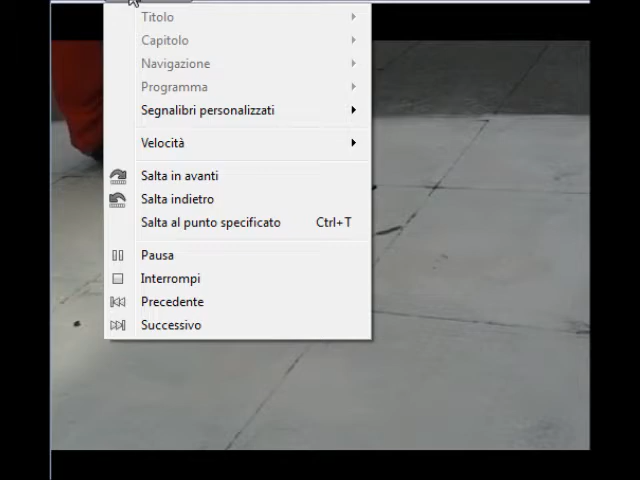 Titolo
Capitolo
Navigazione
Programma
Segnalibri personalizzati
Velocità
Salta in avanti
Salta indietro
Salta al punto specificato Ctrl+T
Pausa
Interrompi
Precedente
Successivo